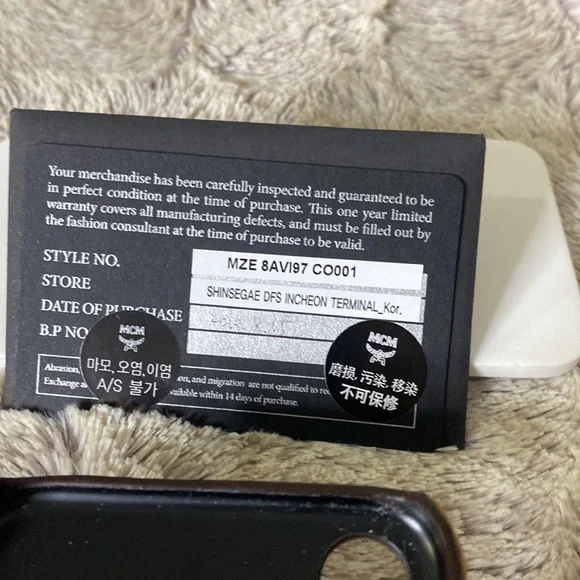 Your merchandise has been carefully inspected and guaranteed to be
in perfect condition at the time of purchase. This one year limited
warranty covers all manufacturing defects, and must be filled out by
the fashion consultant at the time of purchase to be valid.
STYLE NO.
MZE 8AVI97 CO001
STORE
SHINSEGAE DFS INCHEON TERMINAL_Kor.
DATE OF PURCHASE
B.P NO
MCM
마모,오염,이염
A/S 불가
MCM
磨损.污染.移染
不可保修
Abrasion, on, and migration are not qualified to
Exchange available within 14 days of purchase.